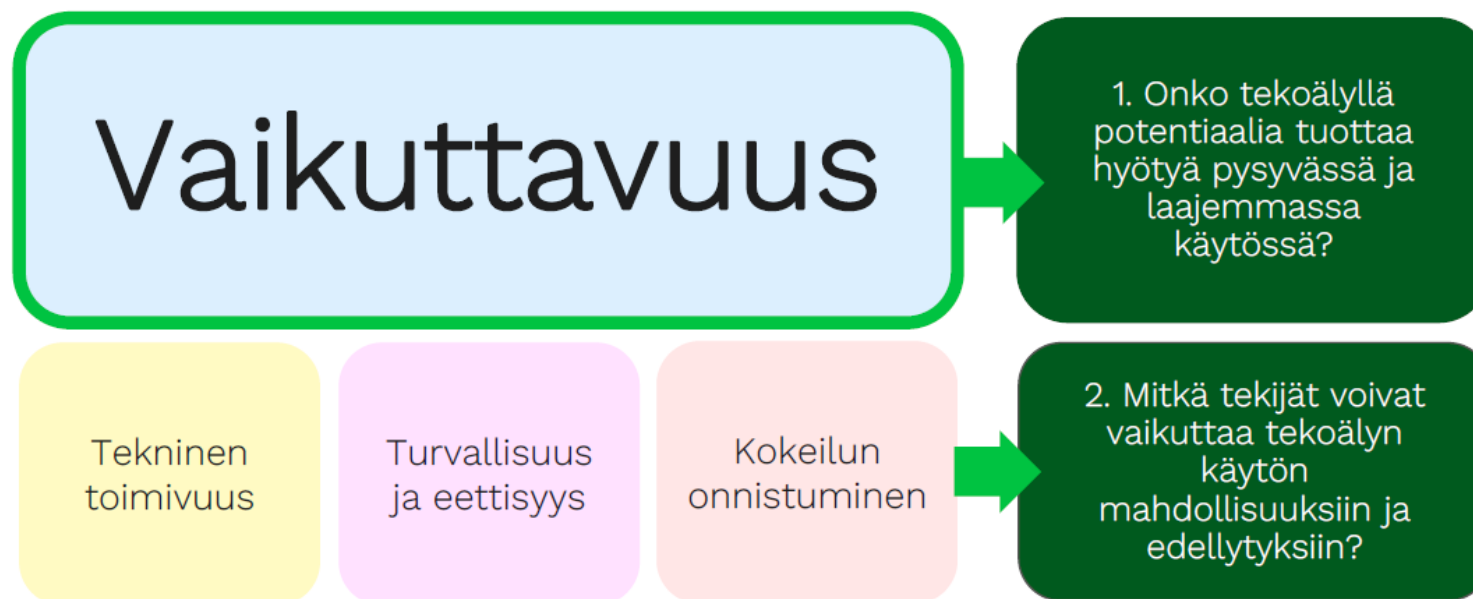 Vaikuttavuus
1. Onko tekoälyllä
potentiaalia tuottaa
hyötyä pysyvässä ja
laajemmassa
käytössä?
Tekninen
toimivuus
Turvallisuus
ja eettisyys
Kokeilun
onnistuminen
2. Mitkä tekijät voivat
vaikuttaa tekoälyn
käytön
mahdollisuuksiin ja
edellytyksiin?